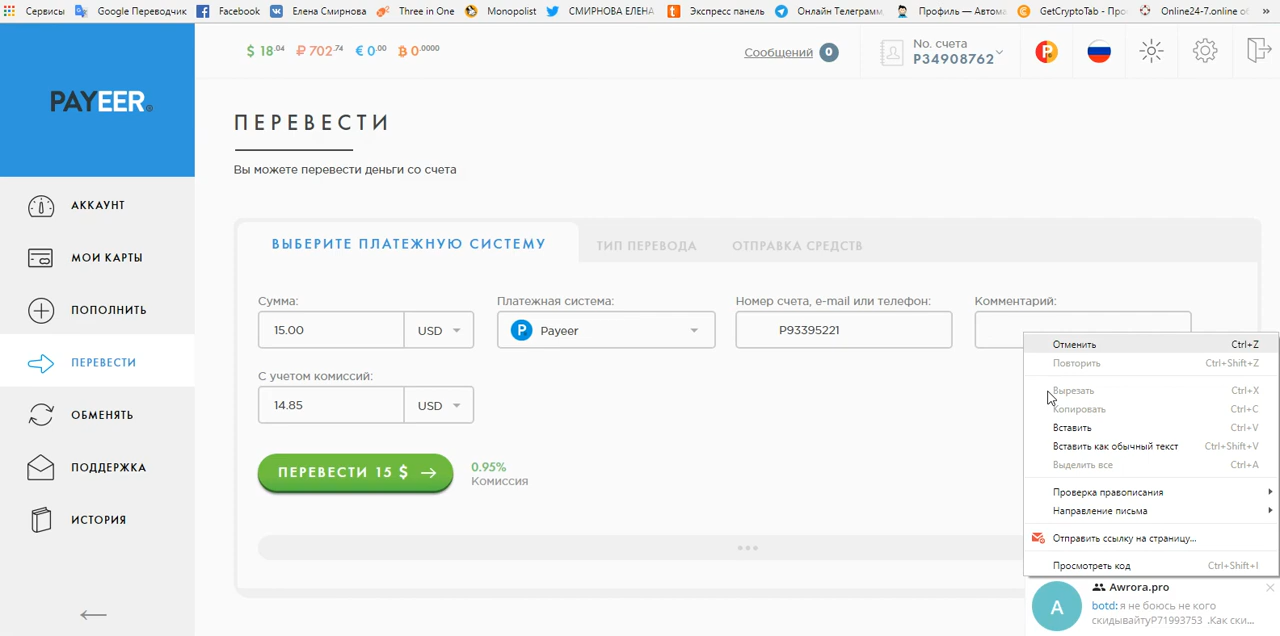 Сервисы Google Переводчик Facebook Елена Смирнова Three in One Monopolist СМИРНОВА ЕЛЕНА Экспресс панель Онлайн Телеграмм, Профиль — Автома GetCryptoTab - Про Online24-7.online о »
$ 18.04 ₽ 702.74 € 0.00 ₿ 0.0000
Сообщений 0
No. счета
P34908762
PAYEER®
ПЕРЕВЕСТИ
Вы можете перевести деньги со счета
АККАУНТ
МОИ КАРТЫ
ПОПОЛНИТЬ
ПЕРЕВЕСТИ
ОБМЕНЯТЬ
ПОДДЕРЖКА
ИСТОРИЯ
ВЫБЕРИТЕ ПЛАТЕЖНУЮ СИСТЕМУ ТИП ПЕРЕВОДА ОТПРАВКА СРЕДСТВ
Сумма: Платежная система: Номер счета, e-mail или телефон: Комментарий:
15.00 USD P Payeer P93395221
С учетом комиссий:
14.85 USD
ПЕРЕВЕСТИ 15 $ →
0.95%
Комиссия
Отменить Ctrl+Z
Повторить Ctrl+Shift+Z
Вырезать Ctrl+X
Копировать Ctrl+C
Вставить Ctrl+V
Вставить как обычный текст Ctrl+Shift+V
Выделить все Ctrl+A
Проверка правописания
Направление письма
Отправить ссылку на страницу...
Просмотреть код Ctrl+Shift+I
A
Awrora.pro
botd: я не боюсь не кого
скидывайтуР71993753 .Как ски...